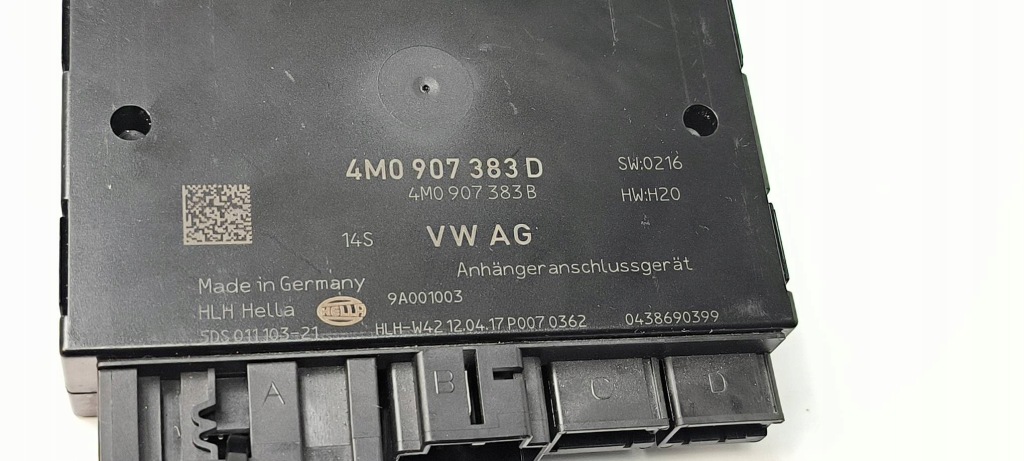 4M0 907 383 D
SW:0216
4M0 907 383 B
HW:H20
14S
VW AG
Anhängeranschlussgerät
Made in Germany
9A001003
HLH Hella
HELLA
5DS 011 103-21
HLH-W42 12.04.17 P007 0362
0438690399
A
B
C
D